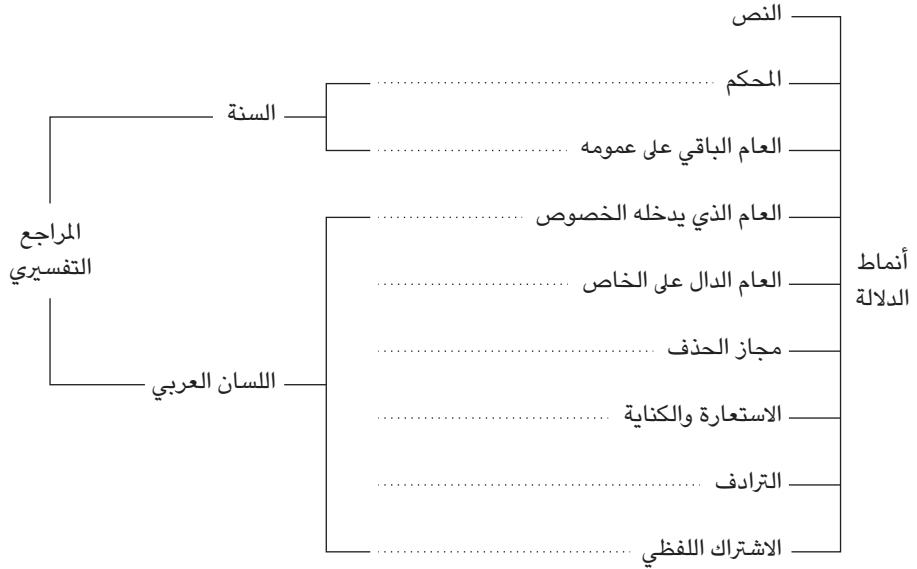 أنماط
الدلالة
النص
المحكم
العام الباقي على عمومه
العام الذي يدخله الخصوص
العام الدال على الخاص
مجاز الحذف
الاستعارة والكناية
الترادف
الاشتراك اللفظي
السنة
اللسان العربي
المراجع
التفسيري